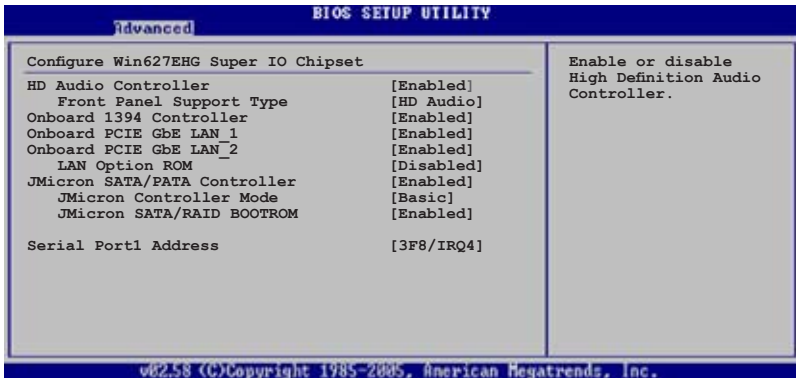 BIOS SETUP UTILITY
Advanced
Configure Win627EHG Super IO Chipset
HD Audio Controller [Enabled]
Front Panel Support Type [HD Audio]
Onboard 1394 Controller [Enabled]
Onboard PCIE GbE LAN_1 [Enabled]
Onboard PCIE GbE LAN_2 [Enabled]
LAN Option ROM [Disabled]
JMicron SATA/PATA Controller [Enabled]
JMicron Controller Mode [Basic]
JMicron SATA/RAID BOOTROM [Enabled]
Serial Port1 Address [3F8/IRQ4]
Enable or disable
High Definition Audio
Controller.
v02.58 (C)Copyright 1985-2005, American Megatrends, Inc.